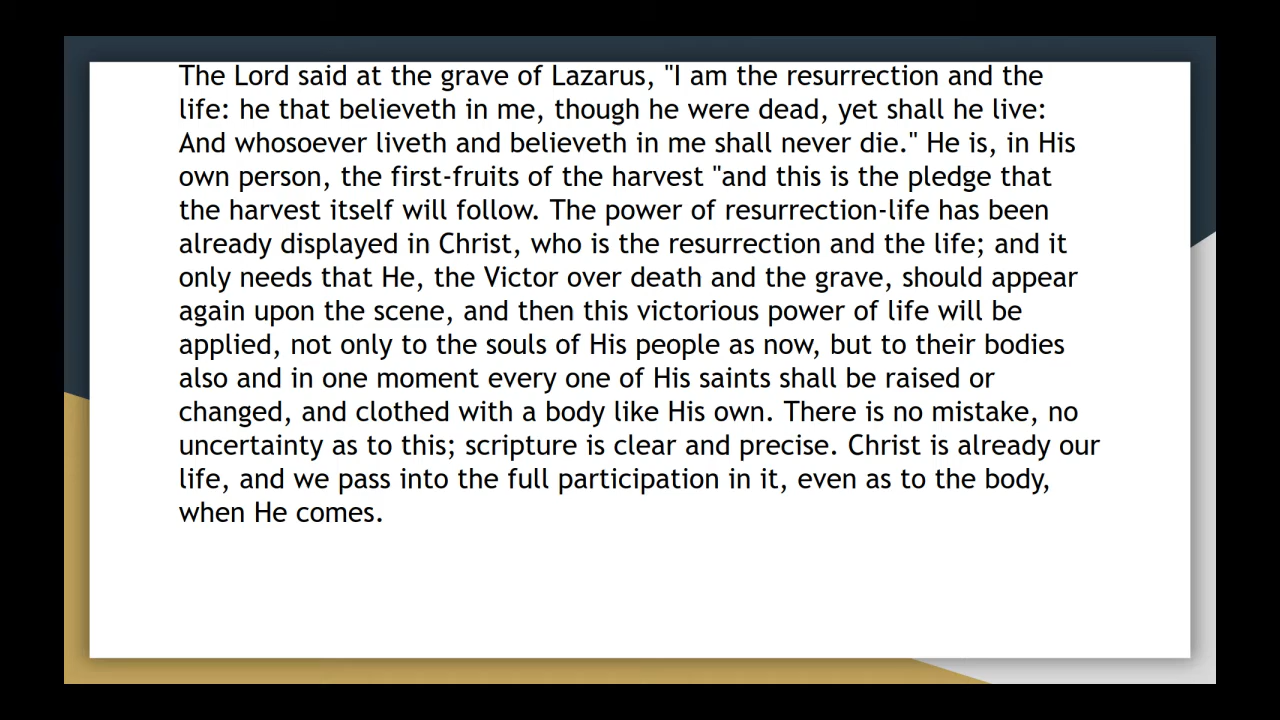 The Lord said at the grave of Lazarus, "I am the resurrection and the
life: he that believeth in me, though he were dead, yet shall he live:
And whosoever liveth and believeth in me shall never die." He is, in His
own person, the first-fruits of the harvest "and this is the pledge that
the harvest itself will follow. The power of resurrection-life has been
already displayed in Christ, who is the resurrection and the life; and it
only needs that He, the Victor over death and the grave, should appear
again upon the scene, and then this victorious power of life will be
applied, not only to the souls of His people as now, but to their bodies
also and in one moment every one of His saints shall be raised or
changed, and clothed with a body like His own. There is no mistake, no
uncertainty as to this; scripture is clear and precise. Christ is already our
life, and we pass into the full participation in it, even as to the body,
when He comes.